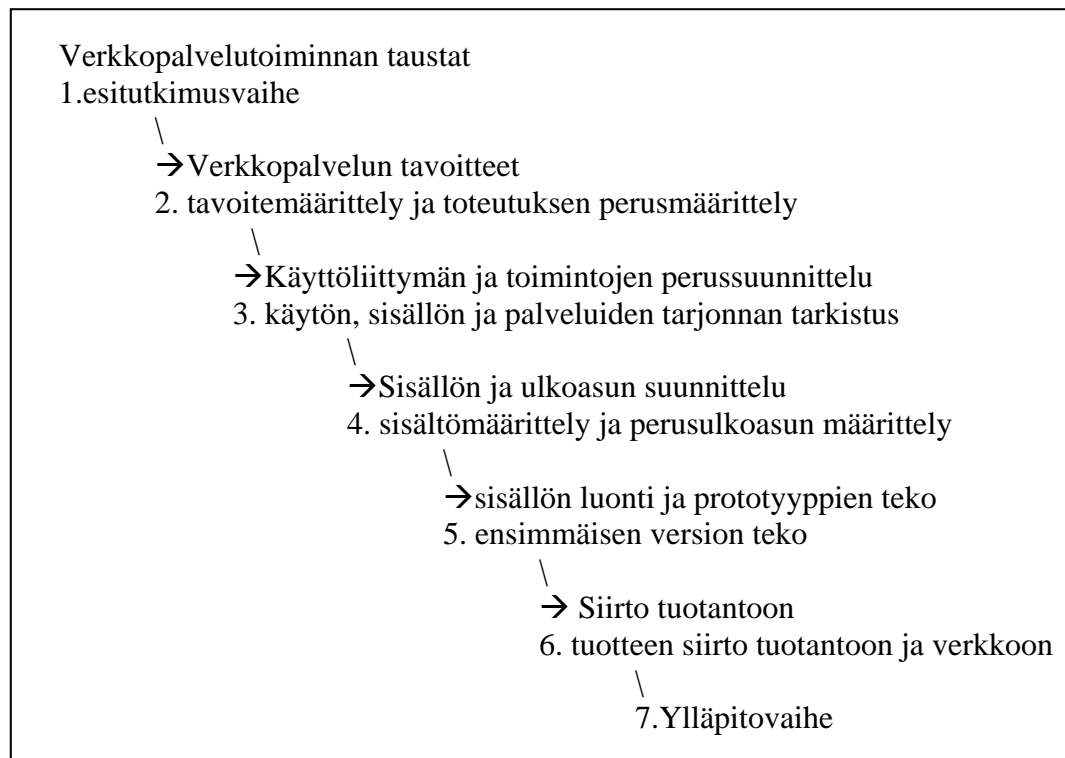 Verkkopalvelutoiminnan taustat
1.esitutkimusvaihe
→Verkkopalvelun tavoitteet
2. tavoitemäärittely ja toteutuksen perusmäärittely
→Käyttöliittymän ja toimintojen perussuunnittelu
3. käytön, sisällön ja palveluiden tarjonnan tarkistus
→Sisällön ja ulkoasun suunnittelu
4. sisältömäärittely ja perusulkoasun määrittely
→sisällön luonti ja prototyyppien teko
5. ensimmäisen version teko
→ Siirto tuotantoon
6. tuotteen siirto tuotantoon ja verkkoon
7.Ylläpitovaihe